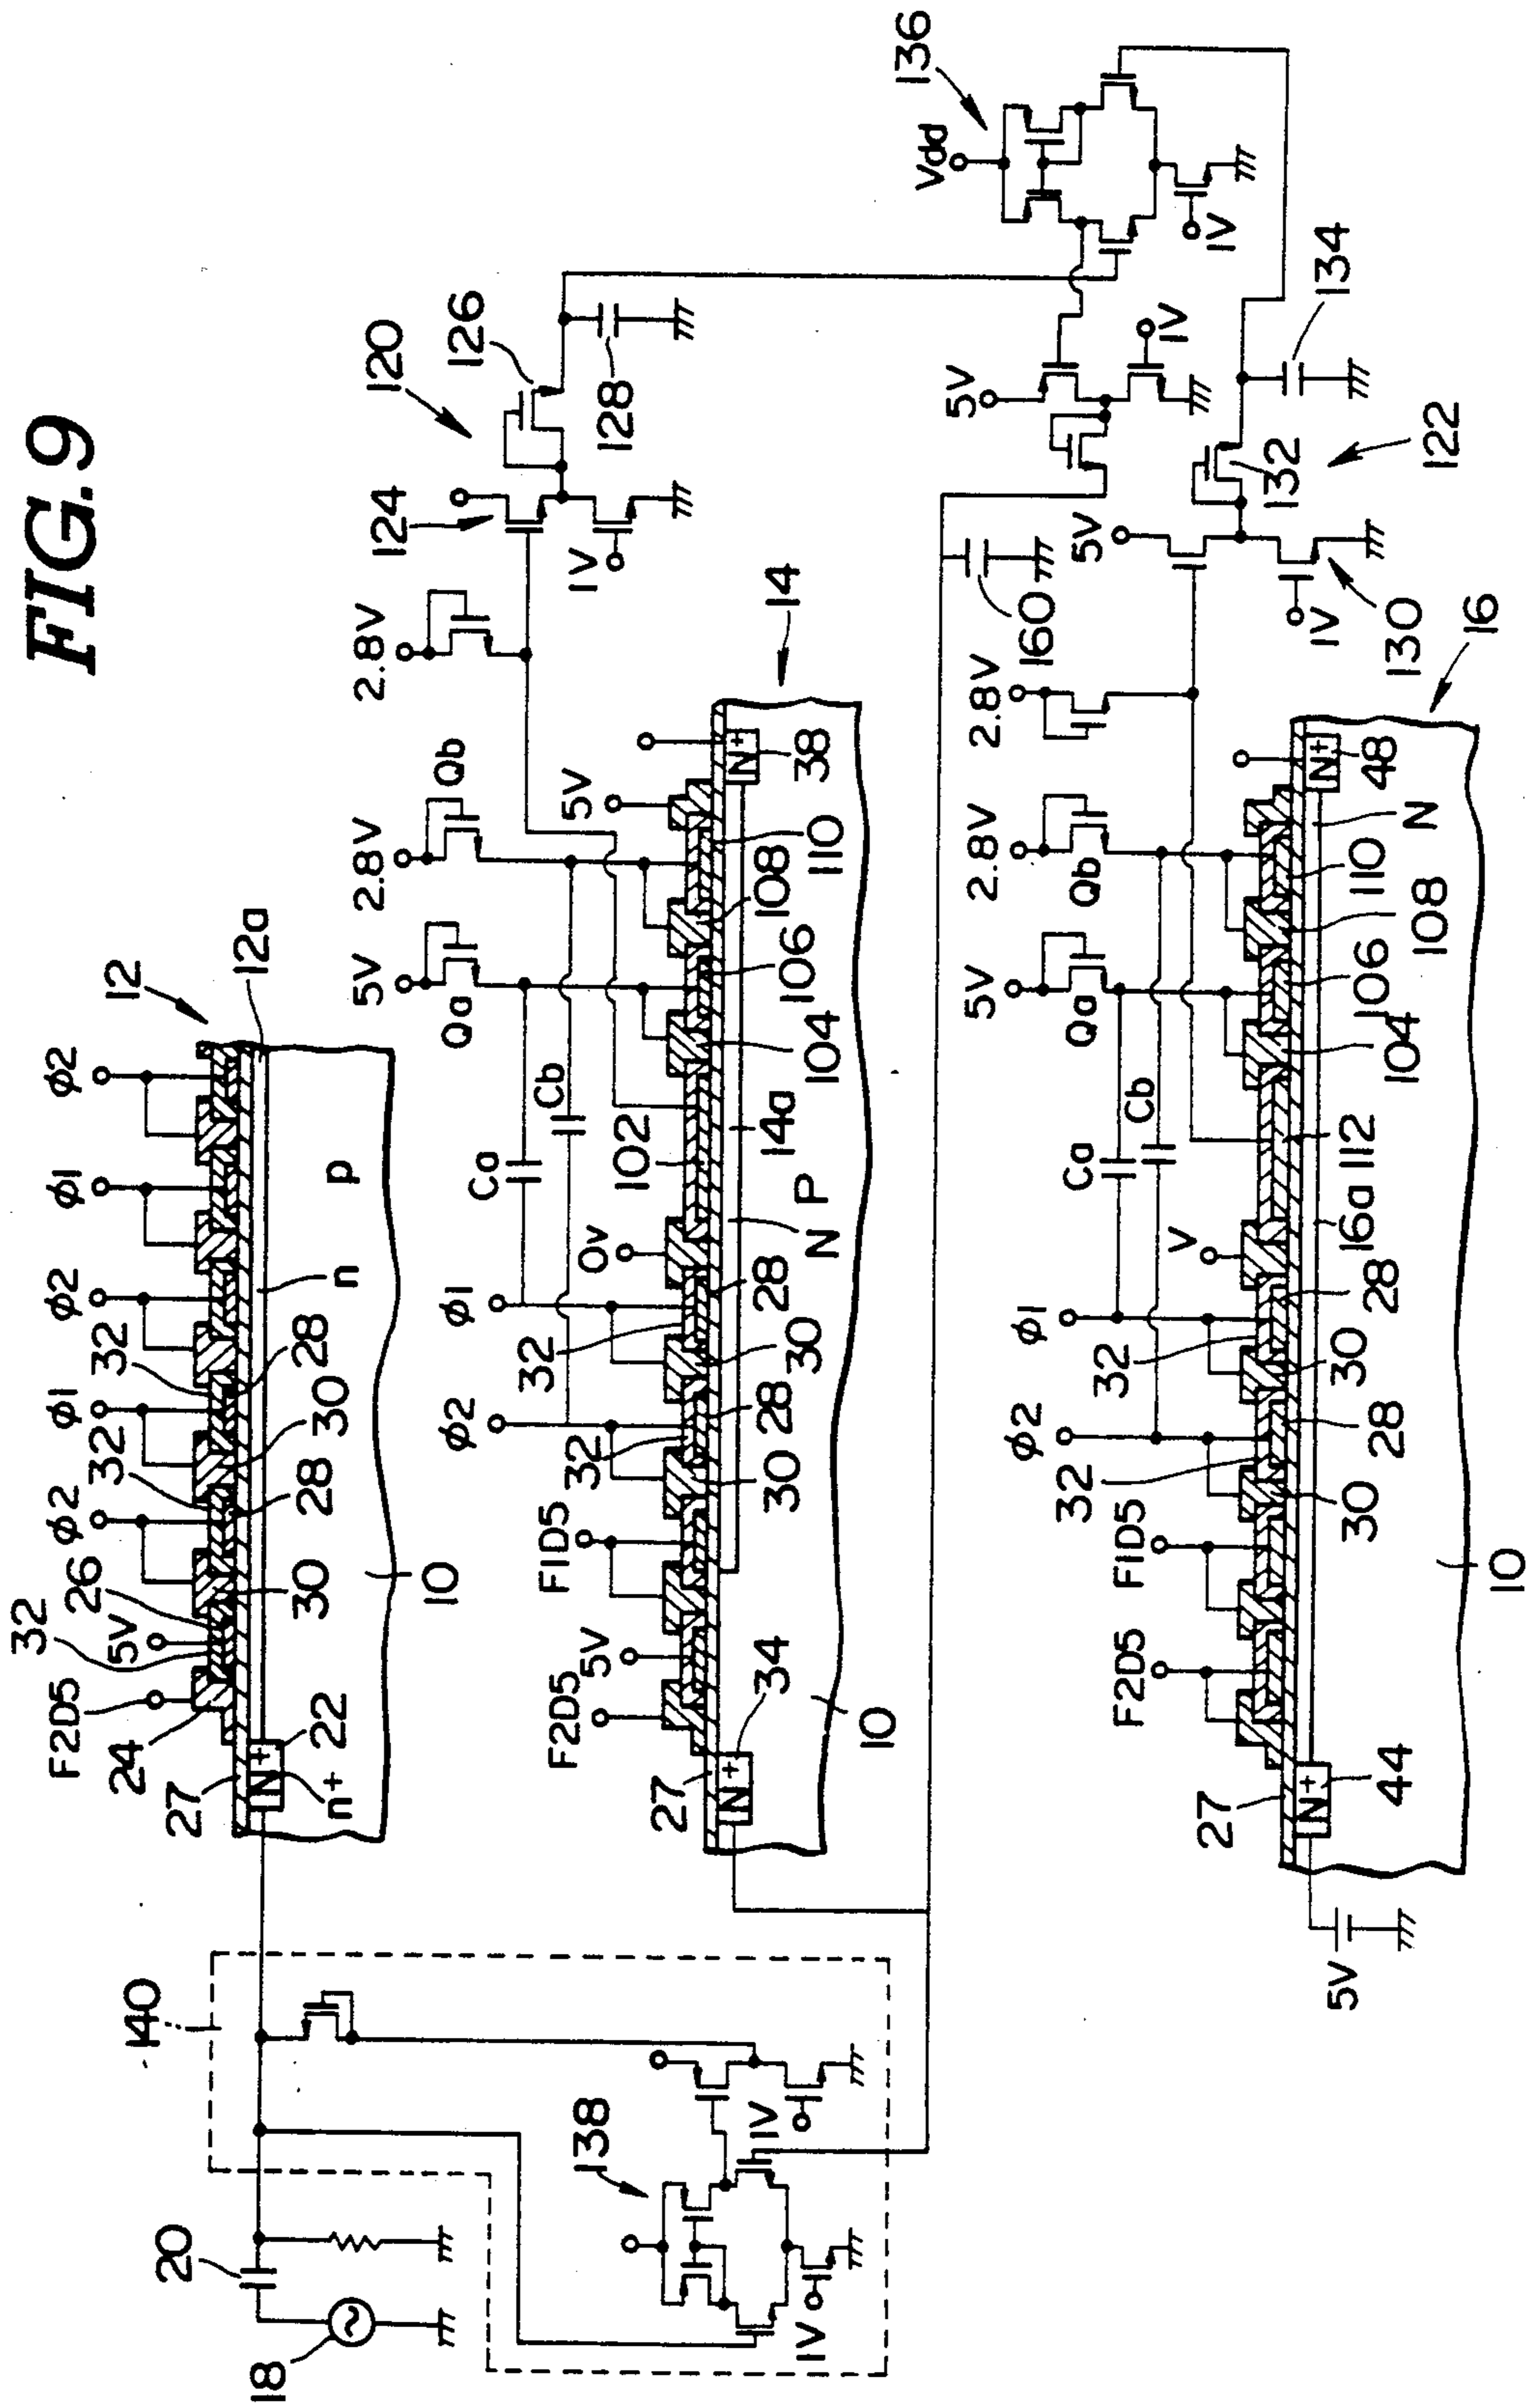 FIG.9
12
12a
F2D5
5V
φ2
φ1
φ2
φ1
φ2
32
26
32
32
24
27
N+
n+
22
30
28
30
28
n
p
10
140
20
18
138
1V
1V
120
124
126
128
1V
2.8V
2.8V
Qb
5V
Qa
Ca
Cb
14
F2D5
5V
F1D5
φ2
φ1
0v
5V
32
32
27
N+
34
30
28
30
28
102
N
P
14a
104
106
108
110
N+
38
10
136
Vdd
1V
5V
1V
160
134
122
132
130
5V
1V
2.8V
2.8V
Qb
5V
Qa
Ca
Cb
16
F2D5
F1D5
φ2
φ1
V
32
32
27
N+
44
30
28
30
28
16a
112
104
106
108
110
N
N+
48
10
5V